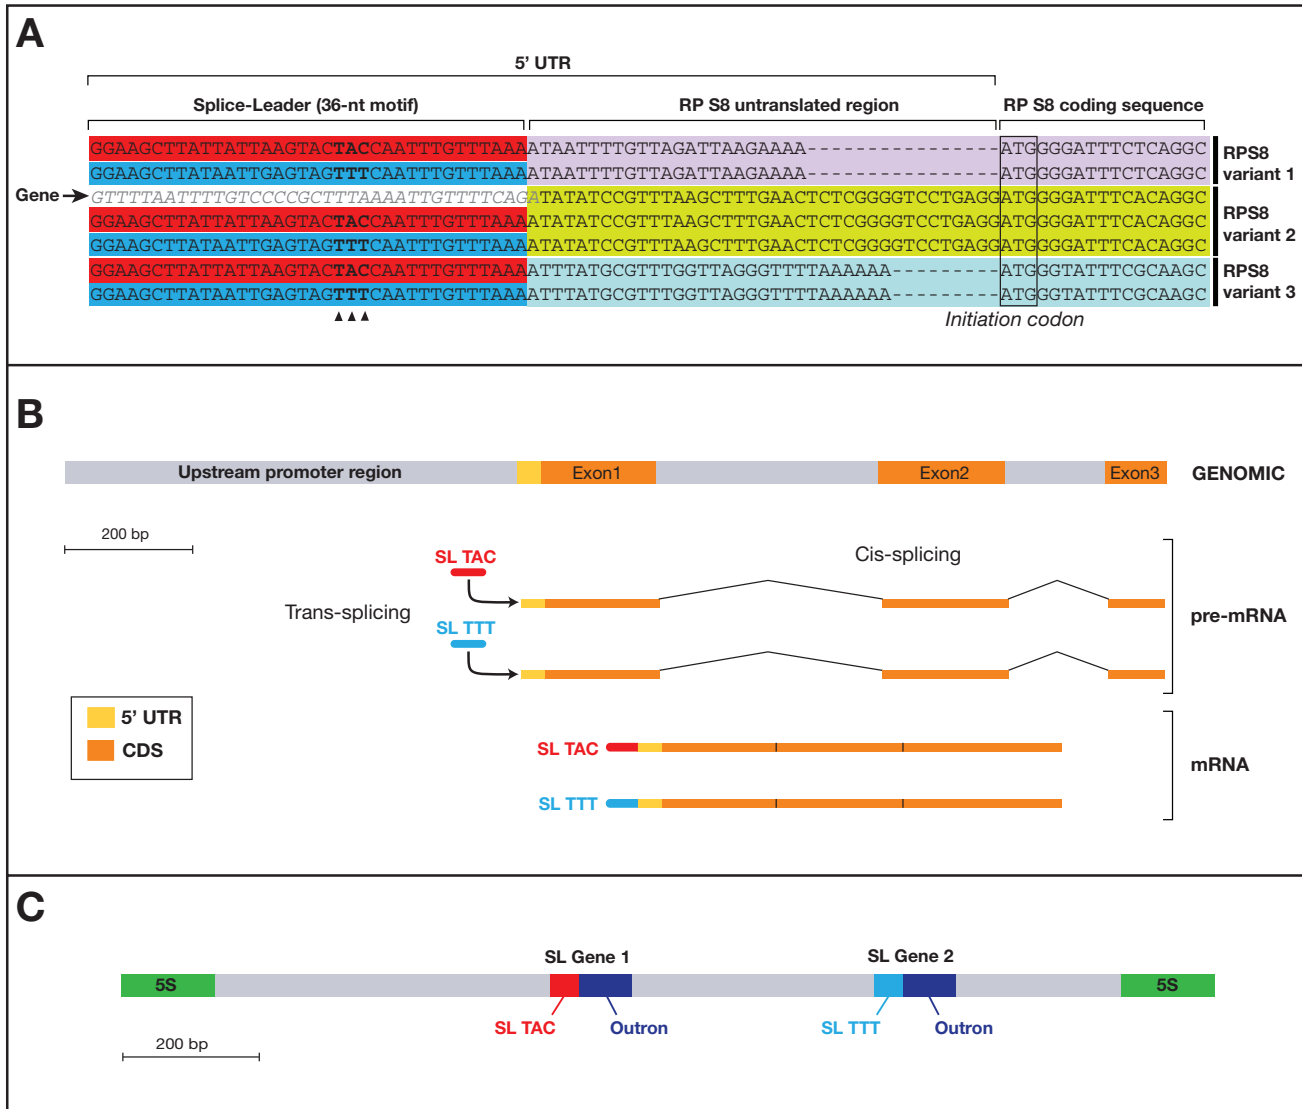 A
5’ UTR
Splice-Leader (36-nt motif)
RP S8 untranslated region
RP S8 coding sequence
GGAAGCTTATTATTAAGTACTACCAATTTGTTTAAAATAATTTTGTTAGATTAAGAAAA---------------ATGGGGATTTCTCAGGC
GGAAGCTTATAATTGAGTAGTTTCAATTTGTTTAAAATAATTTTGTTAGATTAAGAAAA---------------ATGGGGATTTCTCAGGC
RPS8
variant 1
Gene
GTTTTAATTTTGTCCCCGCTTTAAAATTGTTTTCAGATATATCCGTTTAAGCTTTGAACTCTCGGGGTCCTGAGGATGGGGATTTCACAGGC
GGAAGCTTATTATTAAGTACTACCAATTTGTTTAAAATATATCCGTTTAAGCTTTGAACTCTCGGGGTCCTGAGGATGGGGATTTCACAGGC
GGAAGCTTATAATTGAGTAGTTTCAATTTGTTTAAAATATATCCGTTTAAGCTTTGAACTCTCGGGGTCCTGAGGATGGGGATTTCACAGGC
RPS8
variant 2
GGAAGCTTATTATTAAGTACTACCAATTTGTTTAAAATTTATGCGTTTGGTTAGGGTTTTAAAAAA---------ATGGGTATTTCGCAAGC
GGAAGCTTATAATTGAGTAGTTTCAATTTGTTTAAAATTTATGCGTTTGGTTAGGGTTTTAAAAAA---------ATGGGTATTTCGCAAGC
RPS8
variant 3
Initiation codon
B
Upstream promoter region
Exon1
Exon2
Exon3
GENOMIC
200 bp
SL TAC
Cis-splicing
Trans-splicing
SL TTT
pre-mRNA
5’ UTR
CDS
SL TAC
mRNA
SL TTT
C
SL Gene 1
SL Gene 2
5S
5S
SL TAC
Outron
SL TTT
Outron
200 bp